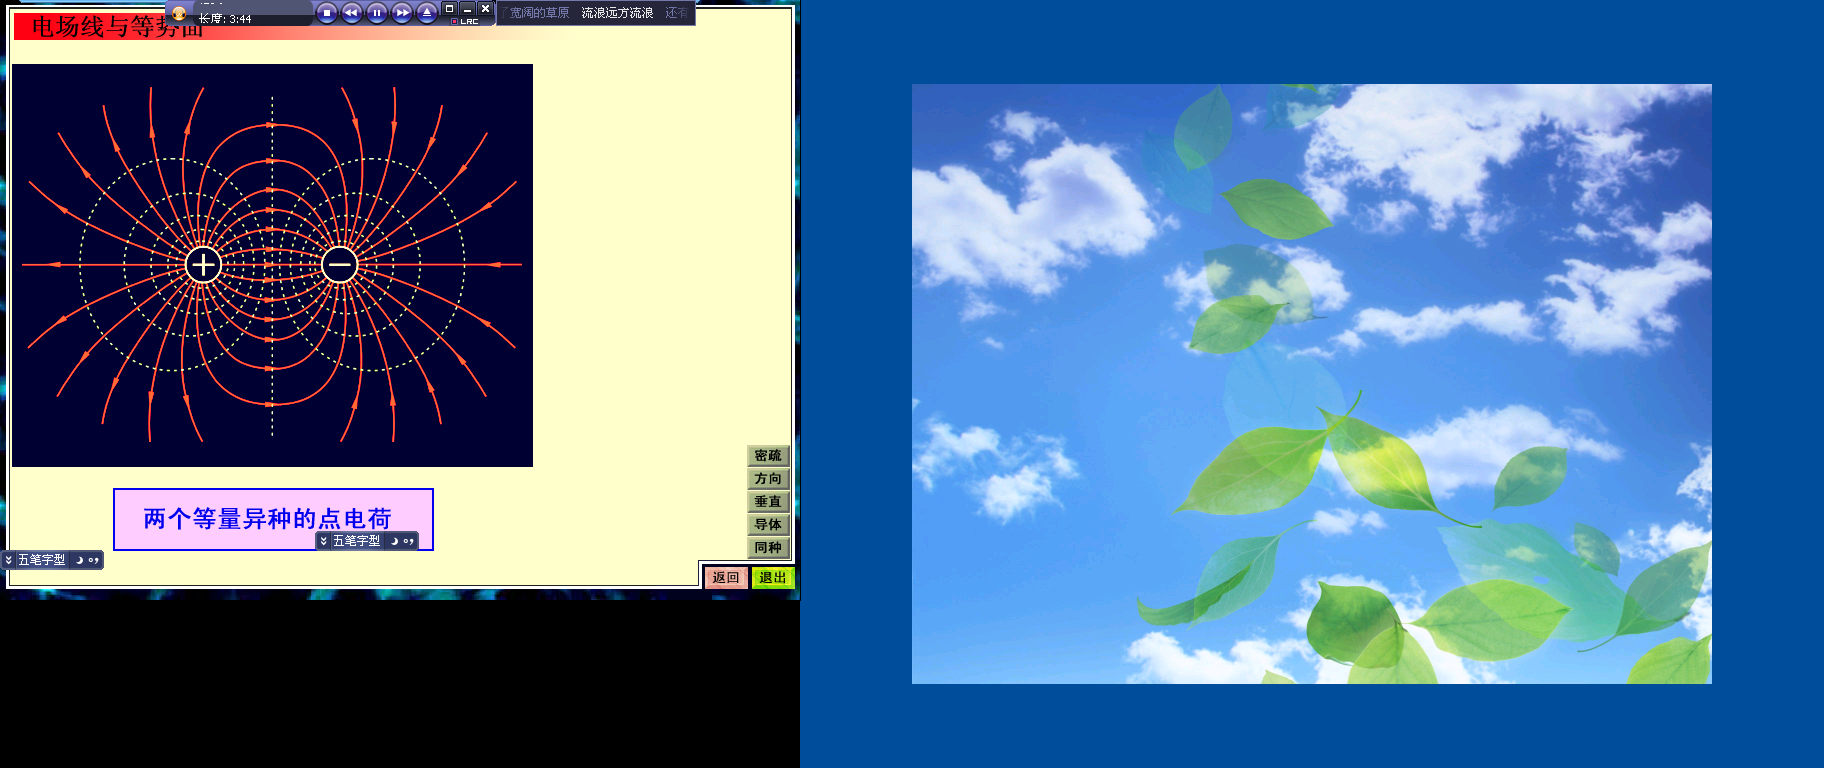 长度: 3:44
LRC
了宽阔的草原 流浪远方流浪 还有
电场线与等势面
两个等量异种的点电荷
五笔字型
五笔字型
密疏
方向
垂直
导体
同种
返回
退出